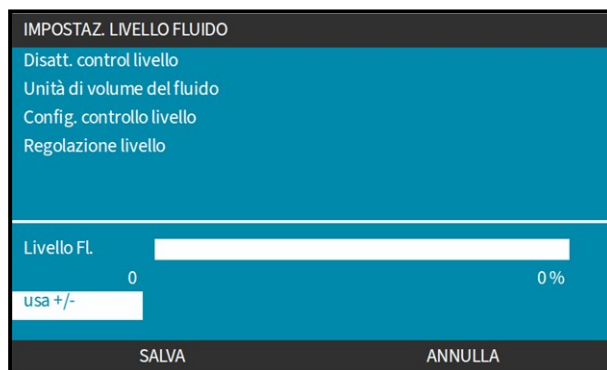 IMPOSTAZ. LIVELLO FLUIDO
Disatt. control livello
Unità di volume del fluido
Config. controllo livello
Regolazione livello
Livello Fl.
0 0 %
usa +/-
SALVA ANNULLA